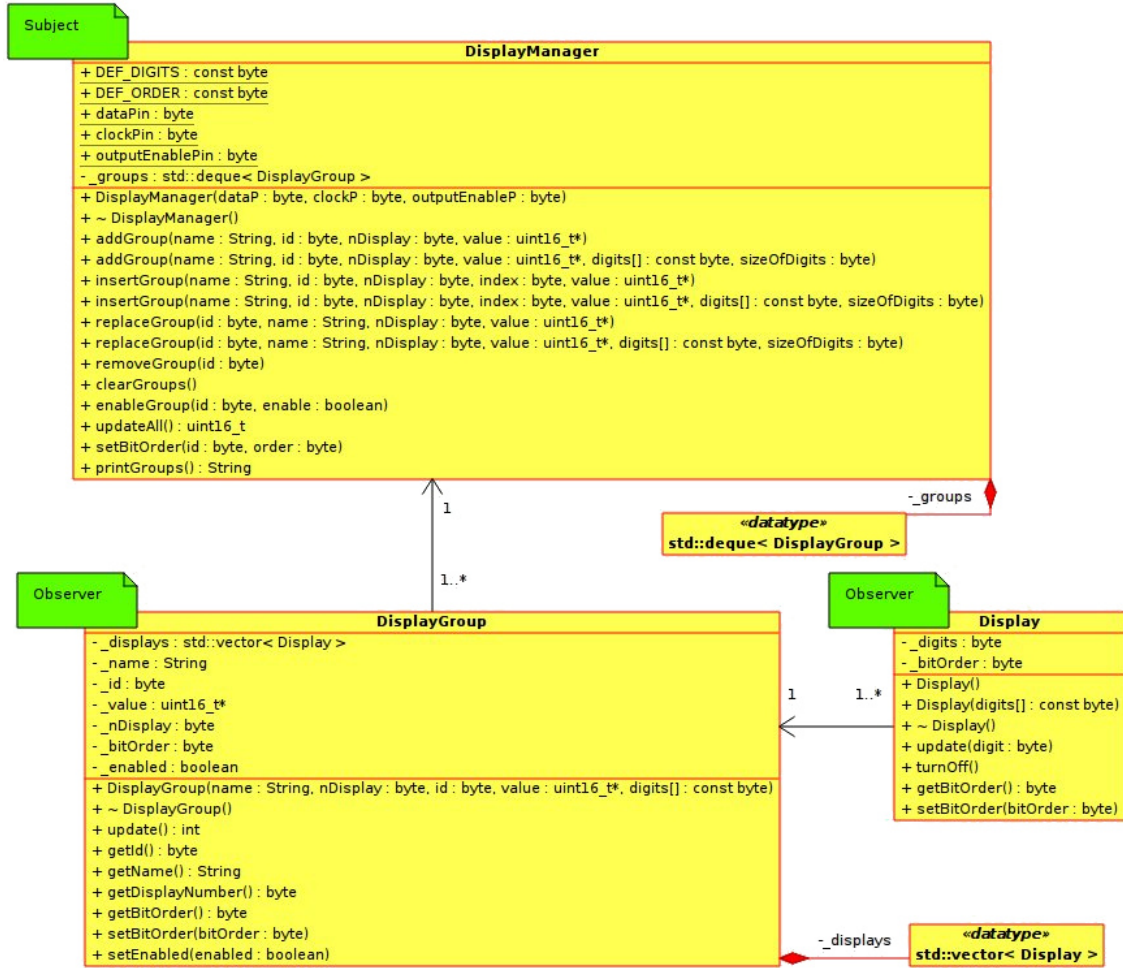 Subject
DisplayManager
+ DEF_DIGITS : const byte
+ DEF_ORDER : const byte
+ dataPin : byte
+ clockPin : byte
+ outputEnablePin : byte
- _groups : std::deque< DisplayGroup >
+ DisplayManager(dataP : byte, clockP : byte, outputEnableP : byte)
+ ~ DisplayManager()
+ addGroup(name : String, id : byte, nDisplay : byte, value : uint16_t*)
+ addGroup(name : String, id : byte, nDisplay : byte, value : uint16_t*, digits[] : const byte, sizeOfDigits : byte)
+ insertGroup(name : String, id : byte, nDisplay : byte, index : byte, value : uint16_t*)
+ insertGroup(name : String, id : byte, nDisplay : byte, index : byte, value : uint16_t*, digits[] : const byte, sizeOfDigits : byte)
+ replaceGroup(id : byte, name : String, nDisplay : byte, value : uint16_t*)
+ replaceGroup(id : byte, name : String, nDisplay : byte, value : uint16_t*, digits[] : const byte, sizeOfDigits : byte)
+ removeGroup(id : byte)
+ clearGroups()
+ enableGroup(id : byte, enable : boolean)
+ updateAll() : uint16_t
+ setBitOrder(id : byte, order : byte)
+ printGroups() : String
1
1..*
-_groups
«datatype»
std::deque< DisplayGroup >
Observer
DisplayGroup
- _displays : std::vector< Display >
- _name : String
- _id : byte
- _value : uint16_t*
- _nDisplay : byte
- _bitOrder : byte
- _enabled : boolean
+ DisplayGroup(name : String, nDisplay : byte, id : byte, value : uint16_t*, digits[] : const byte)
+ ~ DisplayGroup()
+ update() : int
+ getId() : byte
+ getName() : String
+ getDisplayNumber() : byte
+ getBitOrder() : byte
+ setBitOrder(bitOrder : byte)
+ setEnabled(enabled : boolean)
1
1..*
Observer
Display
- _digits : byte
- _bitOrder : byte
+ Display()
+ Display(digits[] : const byte)
+ ~ Display()
+ update(digit : byte)
+ turnOff()
+ getBitOrder() : byte
+ setBitOrder(bitOrder : byte)
-_displays
«datatype»
std::vector< Display >